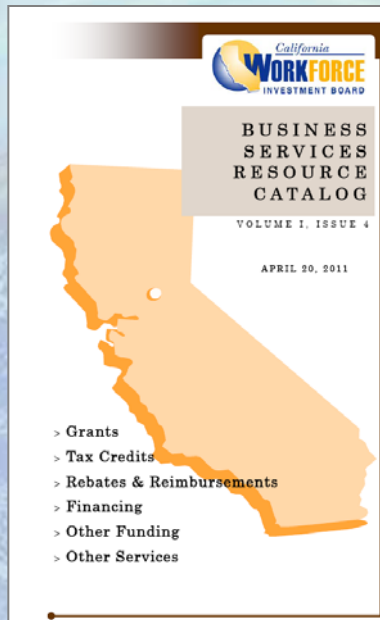 California
WORKFORCE
INVESTMENT BOARD
BUSINESS
SERVICES
RESOURCE
CATALOG
VOLUME I, ISSUE 4
APRIL 20, 2011
> Grants
> Tax Credits
> Rebates & Reimbursements
> Financing
> Other Funding
> Other Services